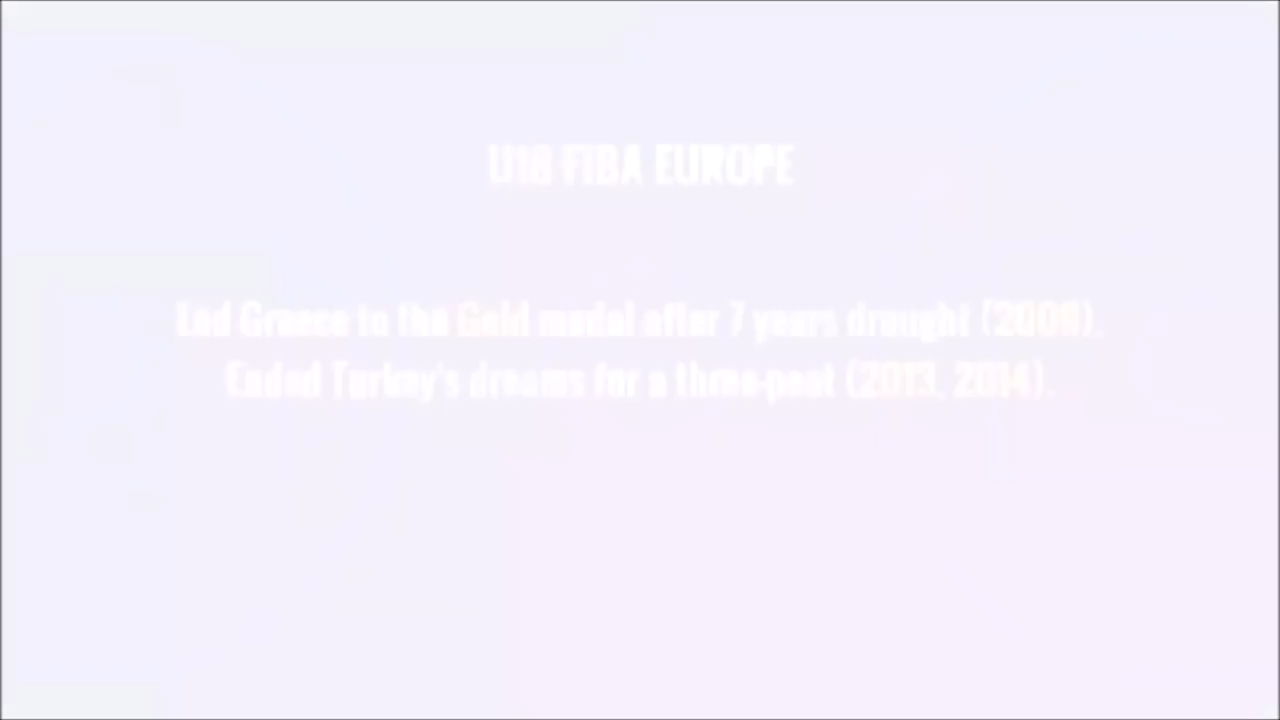 U18 FIBA EUROPE
Led Greece to the Gold medal after 7 years drought (2008).
Ended Turkey's dreams for a three-peat (2013, 2014).